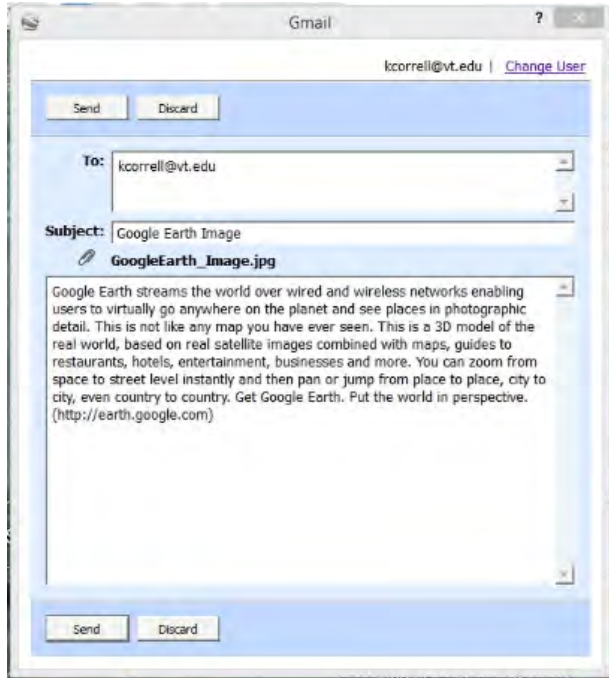 Gmail ?
kcorrell@vt.edu | Change User
Send Discard
To: kcorrell@vt.edu
Subject: Google Earth Image
GoogleEarth_Image.jpg
Google Earth streams the world over wired and wireless networks enabling
users to virtually go anywhere on the planet and see places in photographic
detail. This is not like any map you have ever seen. This is a 3D model of the
real world, based on real satellite images combined with maps, guides to
restaurants, hotels, entertainment, businesses and more. You can zoom from
space to street level instantly and then pan or jump from place to place, city to
city, even country to country. Get Google Earth. Put the world in perspective.
(http://earth.google.com)
Send Discard